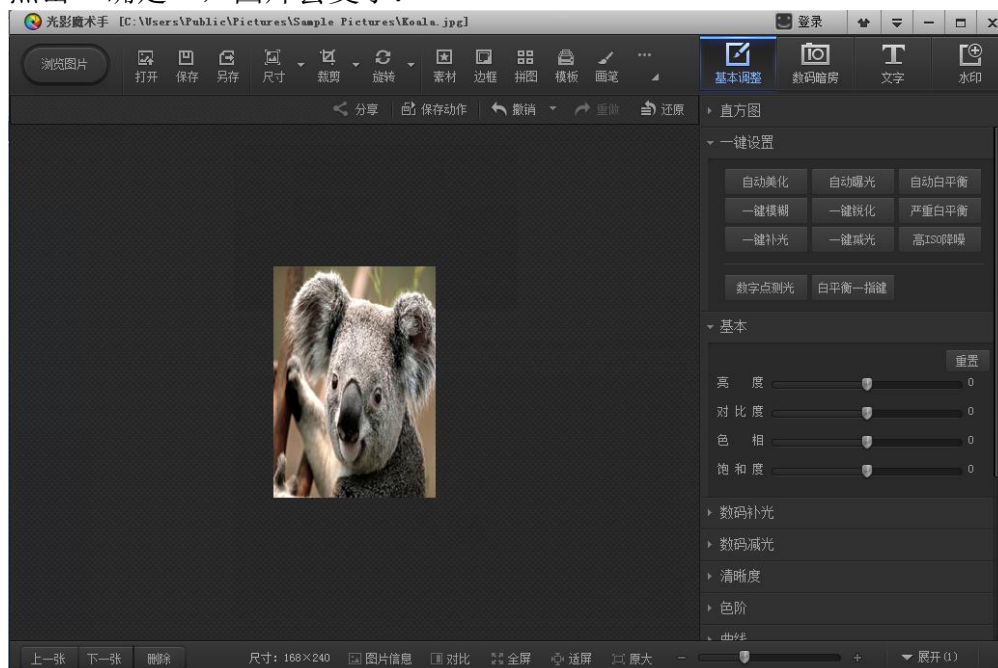 光影魔术手 [C:\Users\Public\Pictures\Sample Pictures\Koala.jpg] 登录
浏览图片 打开 保存 另存 尺寸 裁剪 旋转 素材 边框 拼图 模板 画笔 ...
基本调整 数码暗房 文字 水印
分享 保存动作 撤销 重做 还原
直方图
一键设置
自动美化 自动曝光 自动白平衡
一键模糊 一键锐化 严重白平衡
一键补光 一键减光 高ISO降噪
数字点测光 白平衡一指键
基本
重置
亮 度 0
对比度 0
色 相 0
饱和度 0
数码补光
数码减光
清晰度
色阶
曲线
上一张 下一张 删除 尺寸: 168×240 图片信息 对比 全屏 适屏 原大 - + 展开(1)